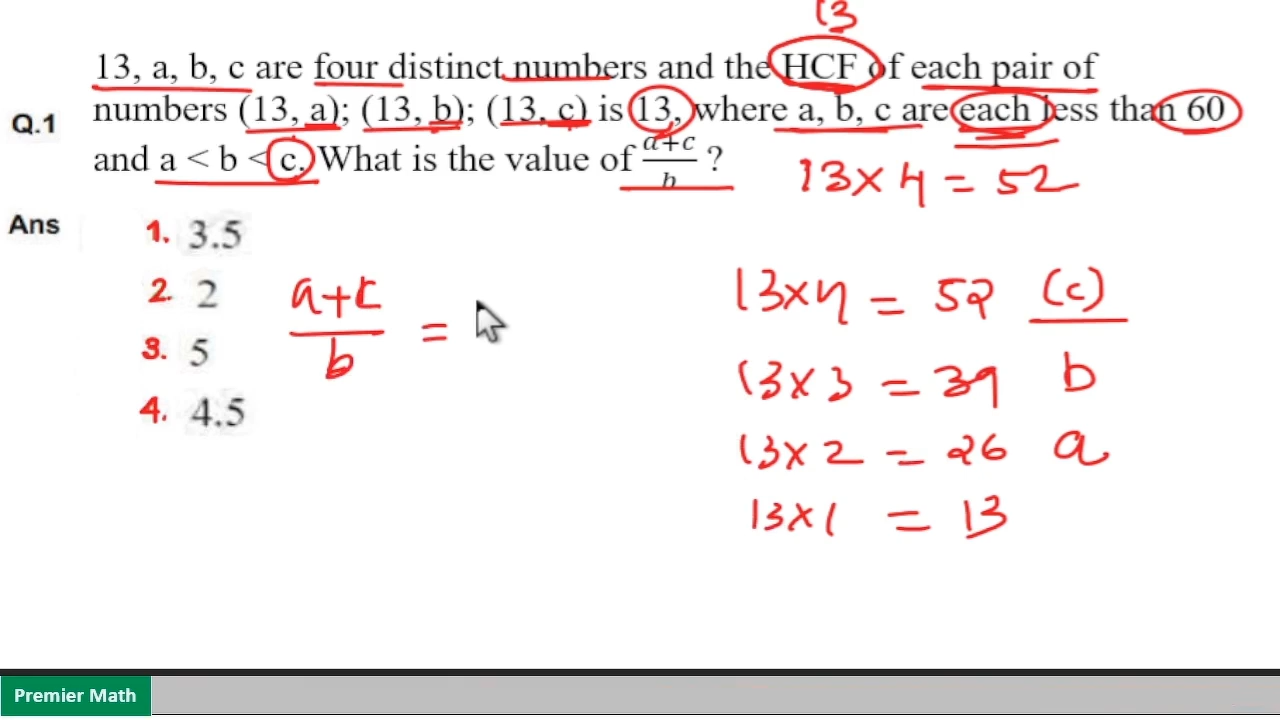 13
13, a, b, c are four distinct numbers and the HCF of each pair of
Q.1 numbers (13, a); (13, b); (13, c) is 13, where a, b, c are each less than 60
and a < b < c. What is the value of a+c/b ?
13 × 4 = 52
Ans
1. 3.5
2. 2
3. 5
4. 4.5
a+c/b =
13×4 = 52 (c)
13×3 = 39 b
13×2 = 26 a
13×1 = 13
Premier Math